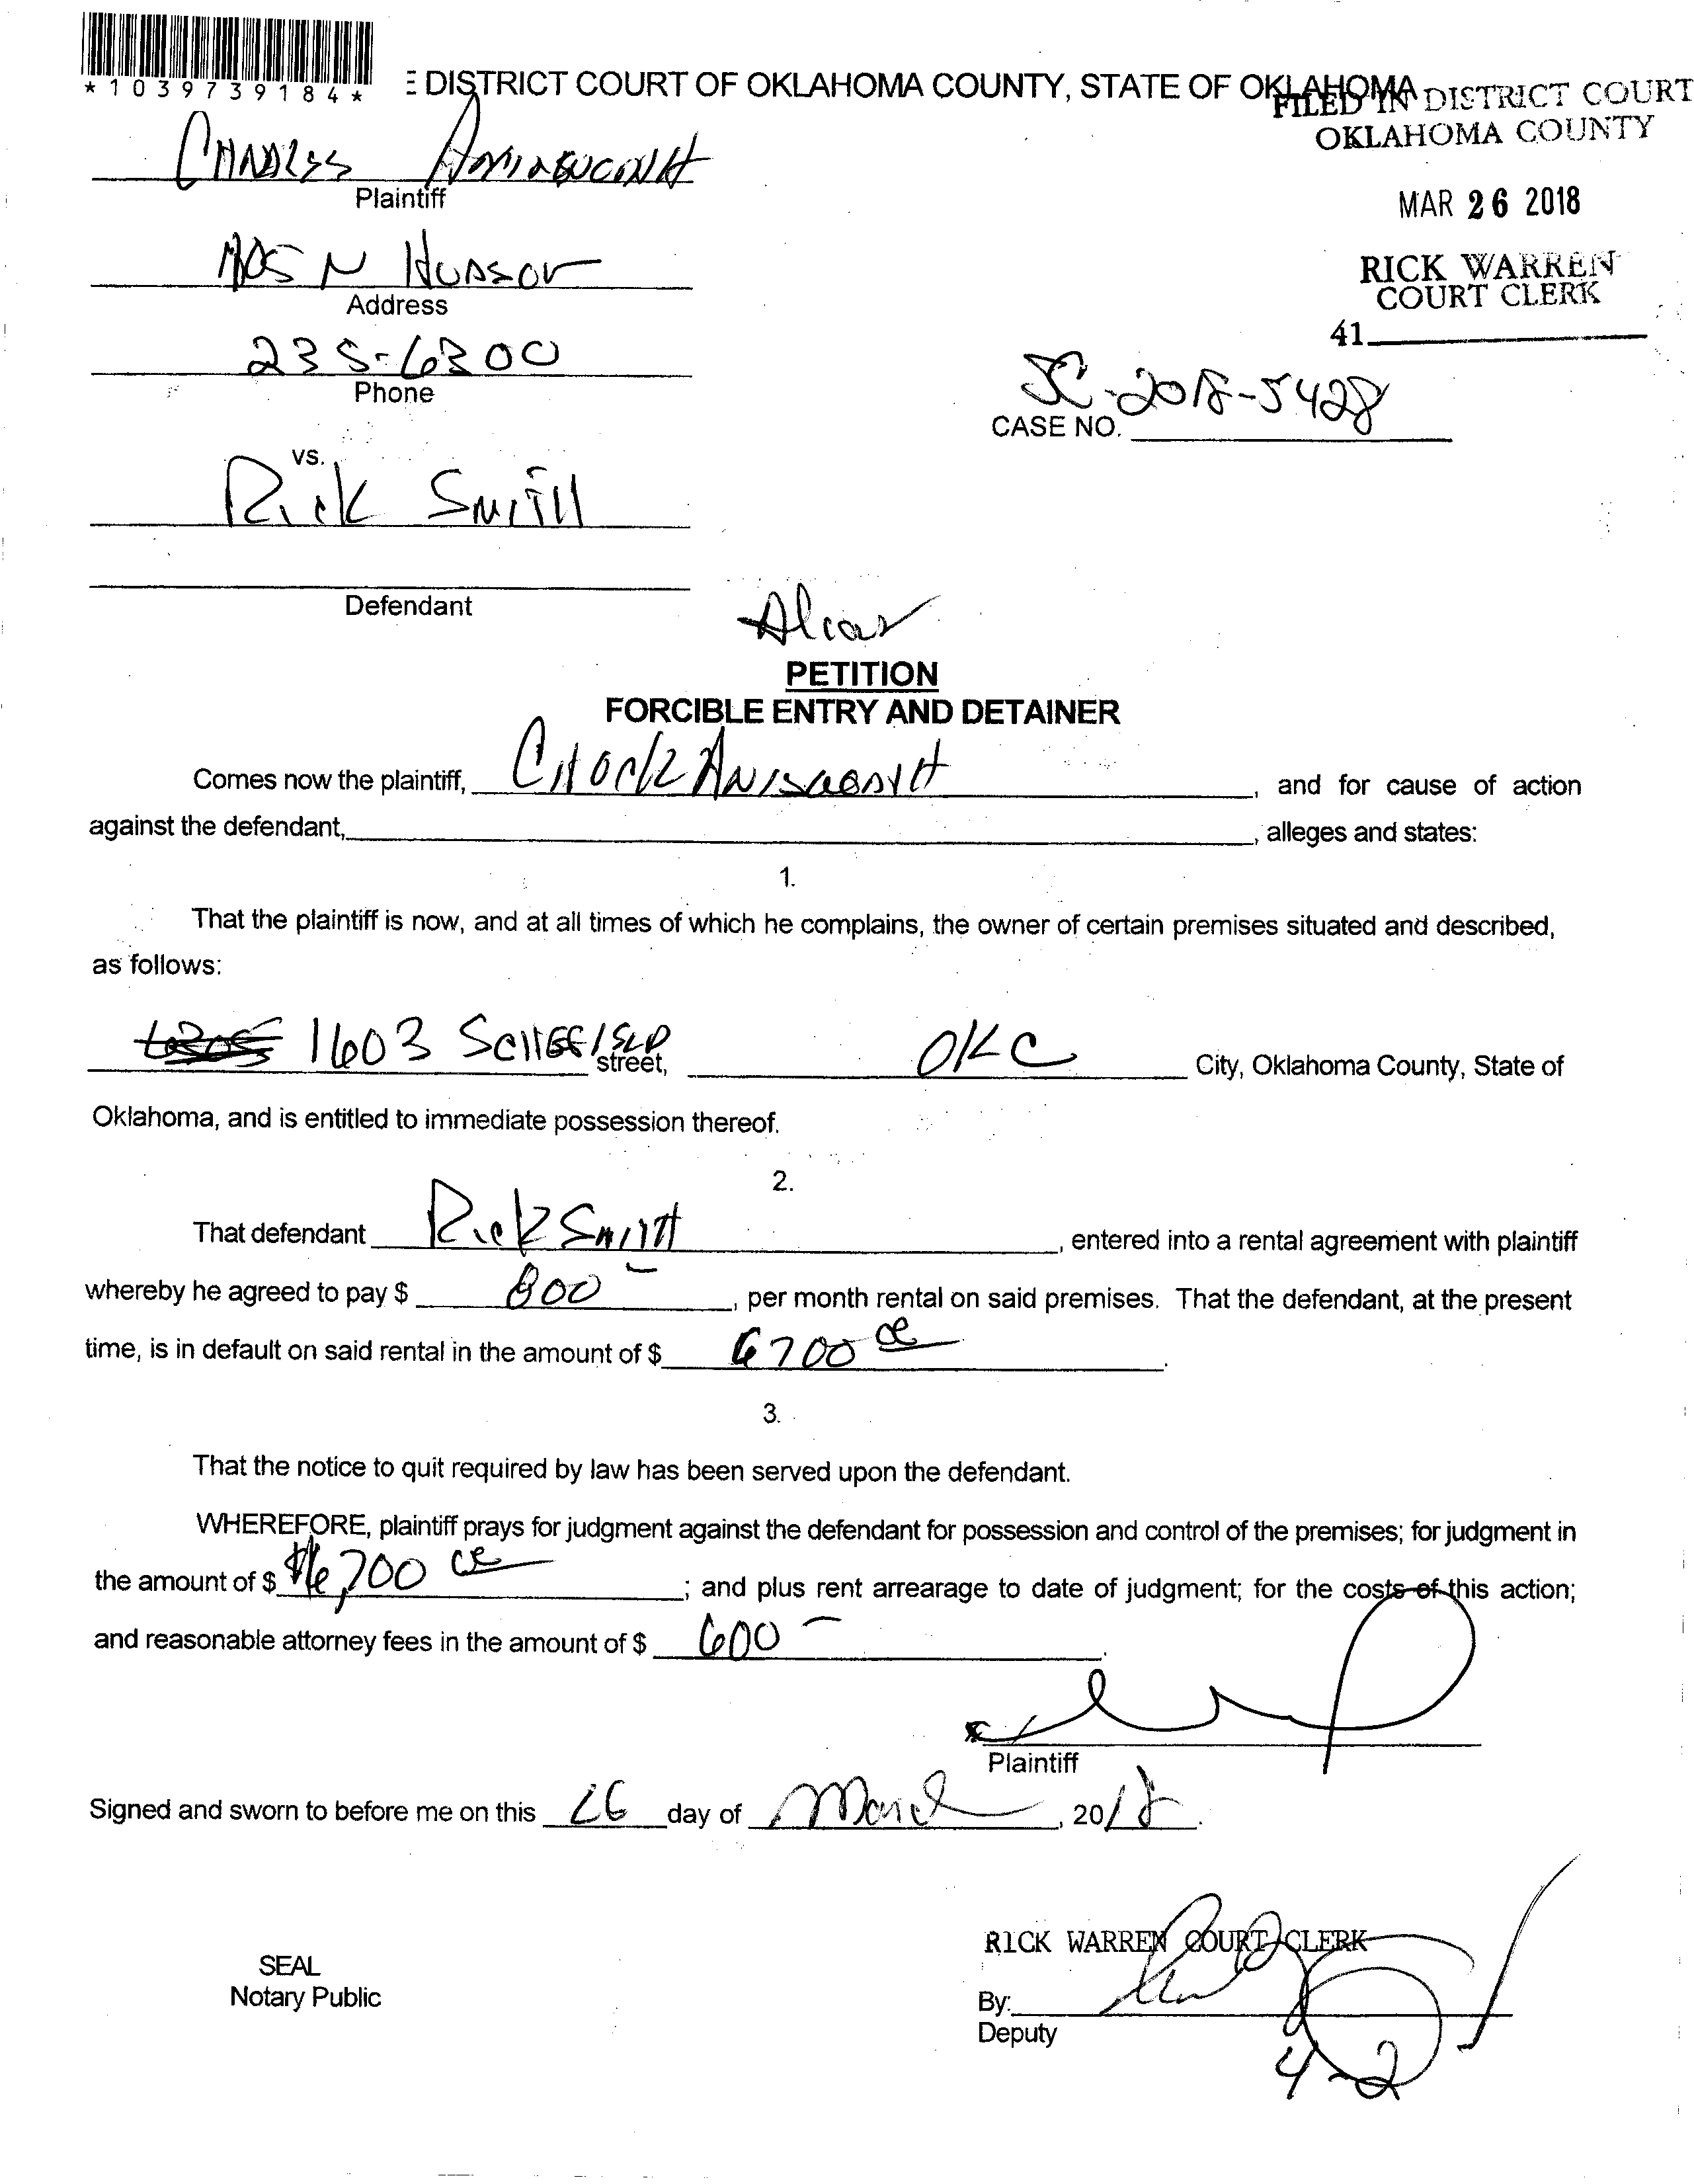 *1039739184*
E DISTRICT COURT OF OKLAHOMA COUNTY, STATE OF OKLAHOMA
FILED IN DISTRICT COURT
OKLAHOMA COUNTY
MAR 26 2018
RICK WARREN
COURT CLERK
41
Plaintiff
N Hudson
Address
235-6300
Phone
SC-2018-5428
CASE NO.
vs.
Rick Smith
Defendant
PETITION
FORCIBLE ENTRY AND DETAINER
Comes now the plaintiff, , and for cause of action
against the defendant, , alleges and states:
1.
That the plaintiff is now, and at all times of which he complains, the owner of certain premises situated and described,
as follows:
1603 street, OKC City, Oklahoma County, State of
Oklahoma, and is entitled to immediate possession thereof.
2.
That defendant Rick Smith , entered into a rental agreement with plaintiff
whereby he agreed to pay $ 800 - , per month rental on said premises. That the defendant, at the present
time, is in default on said rental in the amount of $ 6700 00 .
3.
That the notice to quit required by law has been served upon the defendant.
WHEREFORE, plaintiff prays for judgment against the defendant for possession and control of the premises; for judgment in
the amount of $ $6,700 00 ; and plus rent arrearage to date of judgment; for the costs of this action;
and reasonable attorney fees in the amount of $ 600 - .
Plaintiff
Signed and sworn to before me on this 26 day of March , 2018 .
RICK WARREN COURT CLERK
SEAL
Notary Public
By:
Deputy
4-2